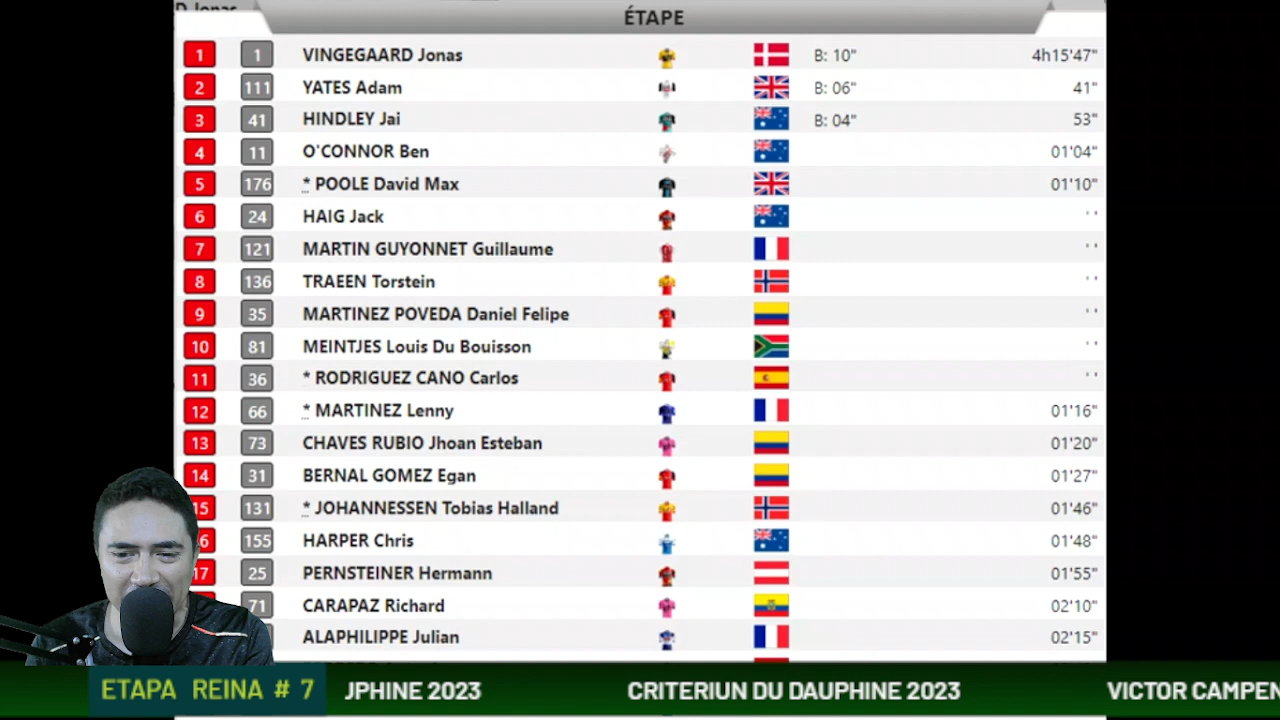 D Jonas
ÉTAPE
1 1 VINGEGAARD Jonas B: 10" 4h15'47"
2 111 YATES Adam B: 06" 41"
3 41 HINDLEY Jai B: 04" 53"
4 11 O'CONNOR Ben 01'04"
5 176 * POOLE David Max 01'10"
6 24 HAIG Jack ' '
7 121 MARTIN GUYONNET Guillaume ' '
8 136 TRAEEN Torstein ' '
9 35 MARTINEZ POVEDA Daniel Felipe ' '
10 81 MEINTJES Louis Du Bouisson ' '
11 36 * RODRIGUEZ CANO Carlos ' '
12 66 * MARTINEZ Lenny 01'16"
13 73 CHAVES RUBIO Jhoan Esteban 01'20"
14 31 BERNAL GOMEZ Egan 01'27"
15 131 * JOHANNESSEN Tobias Halland 01'46"
6 155 HARPER Chris 01'48"
17 25 PERNSTEINER Hermann 01'55"
71 CARAPAZ Richard 02'10"
ALAPHILIPPE Julian 02'15"
ETAPA REINA # 7 JPHINE 2023 CRITERIUN DU DAUPHINE 2023 VICTOR CAMPEN